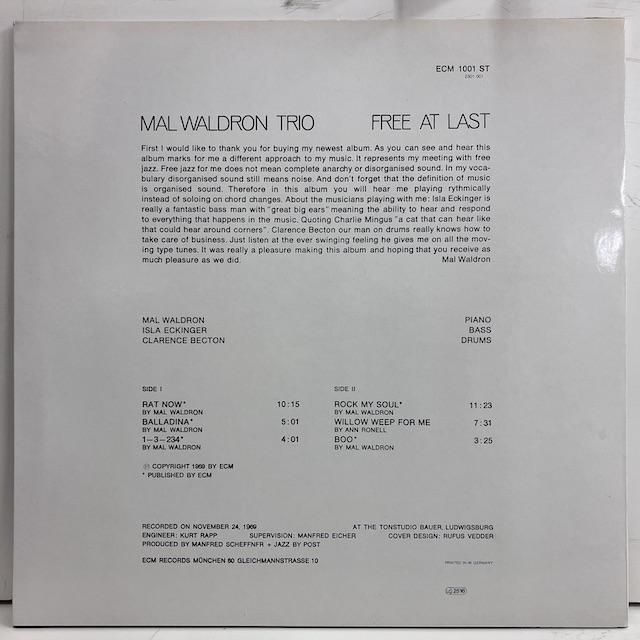 ECM 1001 ST
2301 001
MAL WALDRON TRIO FREE AT LAST
First I would like to thank you for buying my newest album. As you can see and hear this
album marks for me a different approach to my music. It represents my meeting with free
jazz. Free jazz for me does not mean complete anarchy or disorganised sound. In my voca-
bulary disorganised sound still means noise. And don't forget that the definition of music
is organised sound. Therefore in this album you will hear me playing rythmically
instead of soloing on chord changes. About the musicians playing with me: Isla Eckinger is
really a fantastic bass man with "great big ears" meaning the ability to hear and respond
to everything that happens in the music. Quoting Charlie Mingus "a cat that can hear like
that could hear around corners". Clarence Becton our man on drums really knows how to
take care of business. Just listen at the ever swinging feeling he gives me on all the mov-
ing type tunes. It was really a pleasure making this album and hoping that you receive as
much pleasure as we did. Mal Waldron
MAL WALDRON PIANO
ISLA ECKINGER BASS
CLARENCE BECTON DRUMS
SIDE I SIDE II
RAT NOW* 10:15 ROCK MY SOUL* 11:23
BY MAL WALDRON BY MAL WALDRON
BALLADINA* 5:01 WILLOW WEEP FOR ME 7:31
BY MAL WALDRON BY ANN RONELL
1–3–234* 4:01 BOO* 3:25
BY MAL WALDRON BY MAL WALDRON
℗ COPYRIGHT 1969 BY ECM
* PUBLISHED BY ECM
RECORDED ON NOVEMBER 24, 1969 AT THE TONSTUDIO BAUER, LUDWIGSBURG
ENGINEER: KURT RAPP SUPERVISION: MANFRED EICHER COVER DESIGN: RUFUS VEDDER
PRODUCED BY MANFRED SCHEFFNFR + JAZZ BY POST
ECM RECORDS MÜNCHEN 60 GLEICHMANNSTRASSE 10 PRINTED IN W. GERMANY
LC 2516